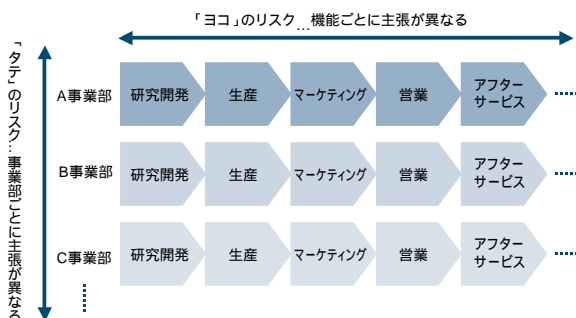 「ヨコ」のリスク…機能ごとに主張が異なる
「タテ」のリスク…事業部ごとに主張が異なる
A事業部
研究開発
生産
マーケティング
営業
アフター
サービス
B事業部
研究開発
生産
マーケティング
営業
アフター
サービス
C事業部
研究開発
生産
マーケティング
営業
アフター
サービス